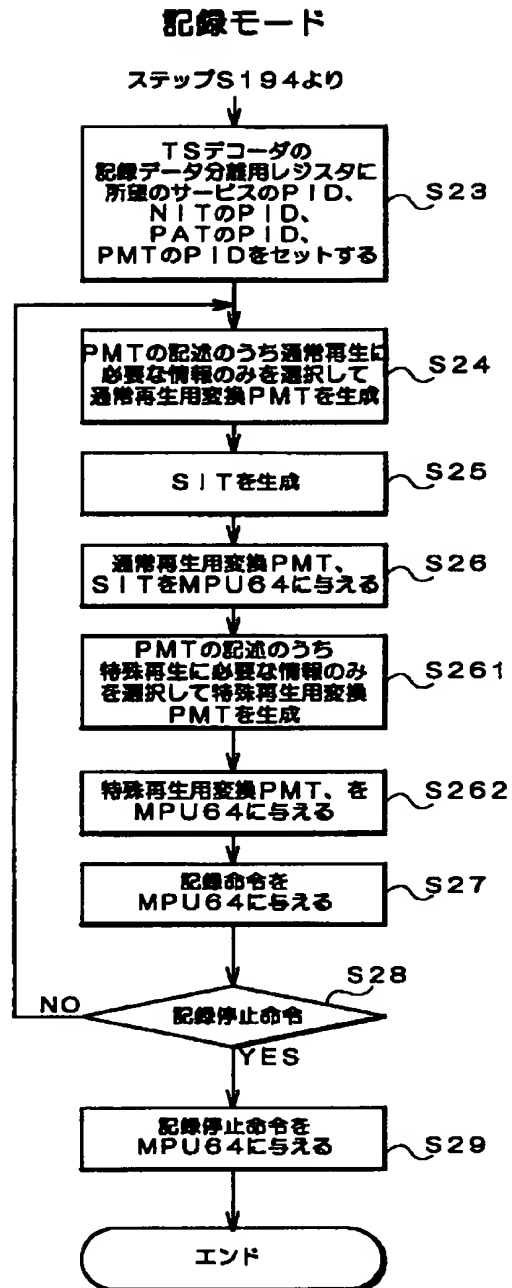 記録モード
ステップS194より
TSデコーダの
記録データ分離用レジスタに
所望のサービスのPID、
NITのPID、
PATのPID、
PMTのPIDをセットする
S23
PMTの記述のうち通常再生に
必要な情報のみを選択して
通常再生用変換PMTを生成
S24
SITを生成
S25
通常再生用変換PMT、
SITをMPU64に与える
S26
PMTの記述のうち
特殊再生に必要な情報のみ
を選択して特殊再生用変換
PMTを生成
S261
特殊再生用変換PMT、を
MPU64に与える
S262
記録命令を
MPU64に与える
S27
S28
NO
記録停止命令
YES
記録停止命令を
MPU64に与える
S29
エンド